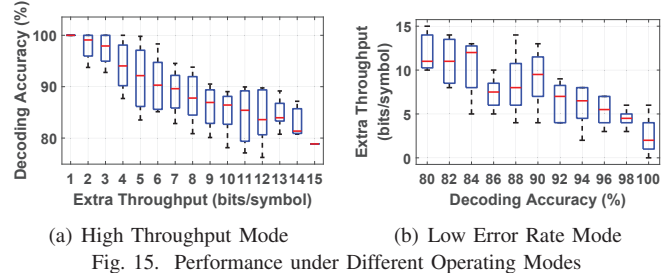 Decoding Accuracy (%)
100
90
80
1 2 3 4 5 6 7 8 9 10 11 12 13 14 15
Extra Throughput (bits/symbol)
(a) High Throughput Mode
Extra Throughput
(bits/symbol)
15
10
5
0
80 82 84 86 88 90 92 94 96 98 100
Decoding Accuracy (%)
(b) Low Error Rate Mode
Fig. 15. Performance under Different Operating Modes